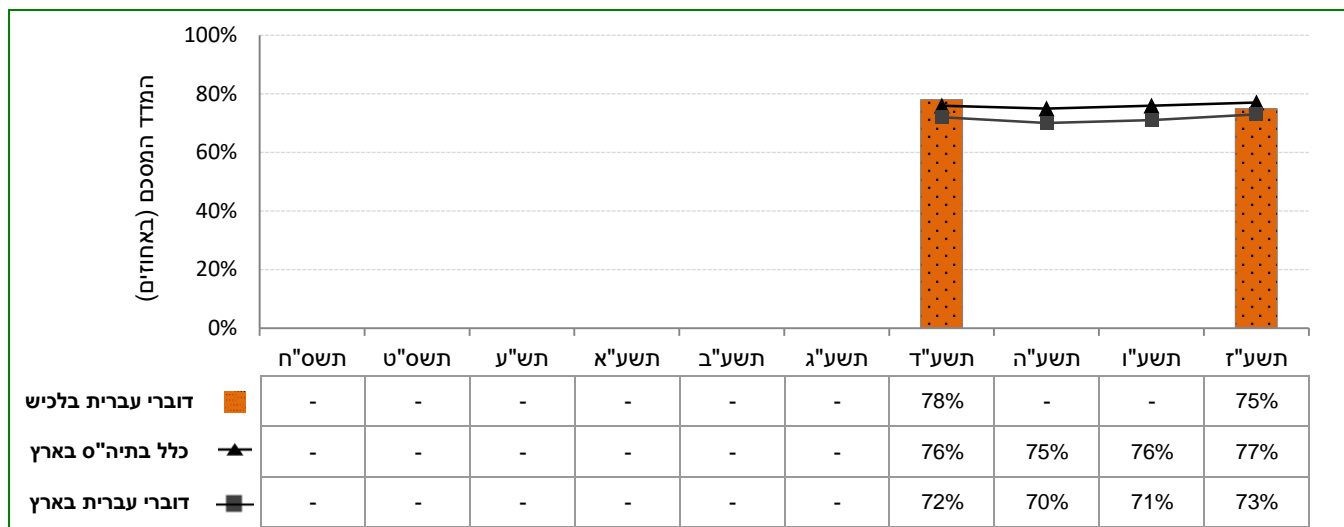 המדד המסכם (באחוזים)
100%
80%
60%
40%
20%
0%
תשס"ח תשס"ט תש"ע תשע"א תשע"ב תשע"ג תשע"ד תשע"ה תשע"ו תשע"ז
דוברי עברית בלכיש - - - - - - 78% - - 75%
כלל בתיה"ס בארץ - - - - - - 76% 75% 76% 77%
דוברי עברית בארץ - - - - - - 72% 70% 71% 73%